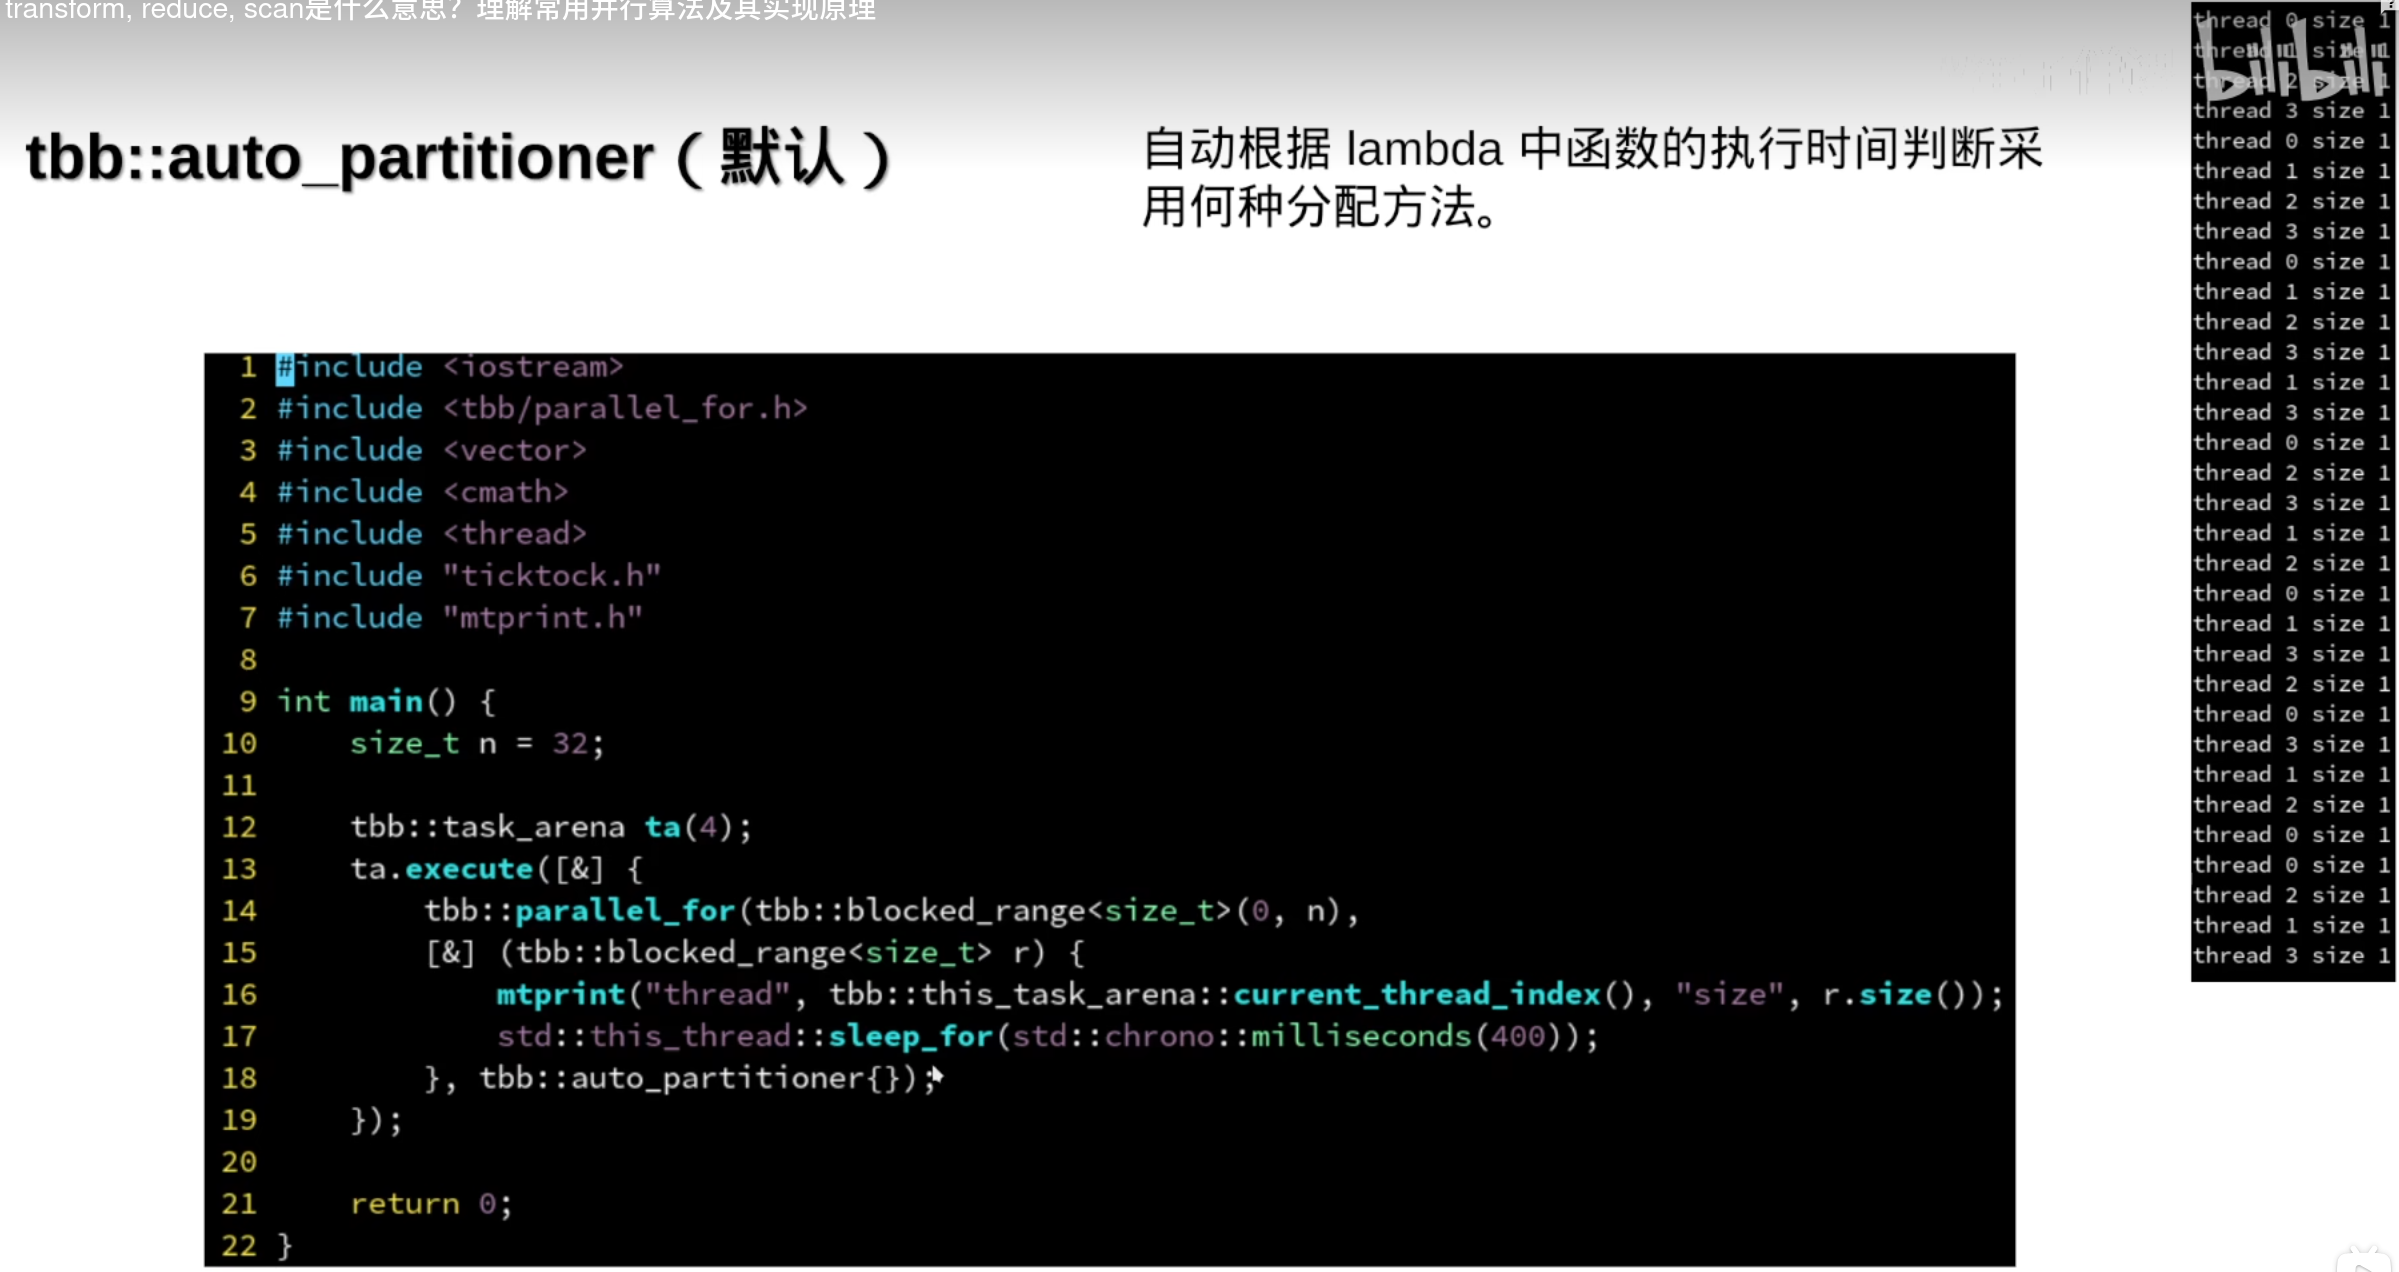 transform, reduce, scan是什么意思？理解常用并行算法及其实现原理
tbb::auto_partitioner（默认）
自动根据 lambda 中函数的执行时间判断采
用何种分配方法。
1 #include <iostream>
2 #include <tbb/parallel_for.h>
3 #include <vector>
4 #include <cmath>
5 #include <thread>
6 #include "ticktock.h"
7 #include "mtprint.h"
8
9 int main() {
10     size_t n = 32;
11
12     tbb::task_arena ta(4);
13     ta.execute([&] {
14         tbb::parallel_for(tbb::blocked_range<size_t>(0, n),
15         [&] (tbb::blocked_range<size_t> r) {
16             mtprint("thread", tbb::this_task_arena::current_thread_index(), "size", r.size());
17             std::this_thread::sleep_for(std::chrono::milliseconds(400));
18         }, tbb::auto_partitioner{});
19     });
20
21     return 0;
22 }
thread 0 size 1
thread 1 size 1
thread 2 size 1
thread 3 size 1
thread 0 size 1
thread 1 size 1
thread 2 size 1
thread 3 size 1
thread 0 size 1
thread 1 size 1
thread 2 size 1
thread 3 size 1
thread 1 size 1
thread 3 size 1
thread 0 size 1
thread 2 size 1
thread 3 size 1
thread 1 size 1
thread 2 size 1
thread 0 size 1
thread 1 size 1
thread 3 size 1
thread 2 size 1
thread 0 size 1
thread 3 size 1
thread 1 size 1
thread 2 size 1
thread 0 size 1
thread 0 size 1
thread 2 size 1
thread 1 size 1
thread 3 size 1
bilibili